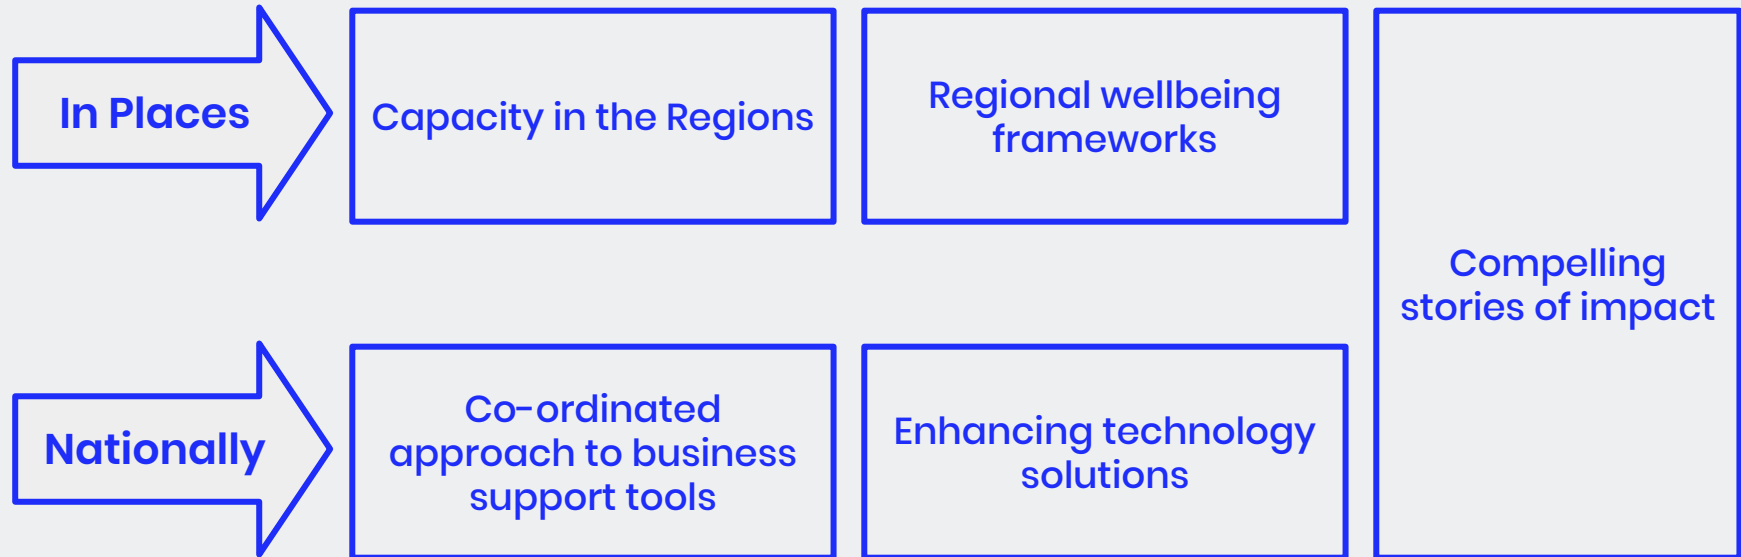 In Places
Capacity in the Regions
Regional wellbeing
frameworks
Compelling
stories of impact
Nationally
Co-ordinated
approach to business
support tools
Enhancing technology
solutions